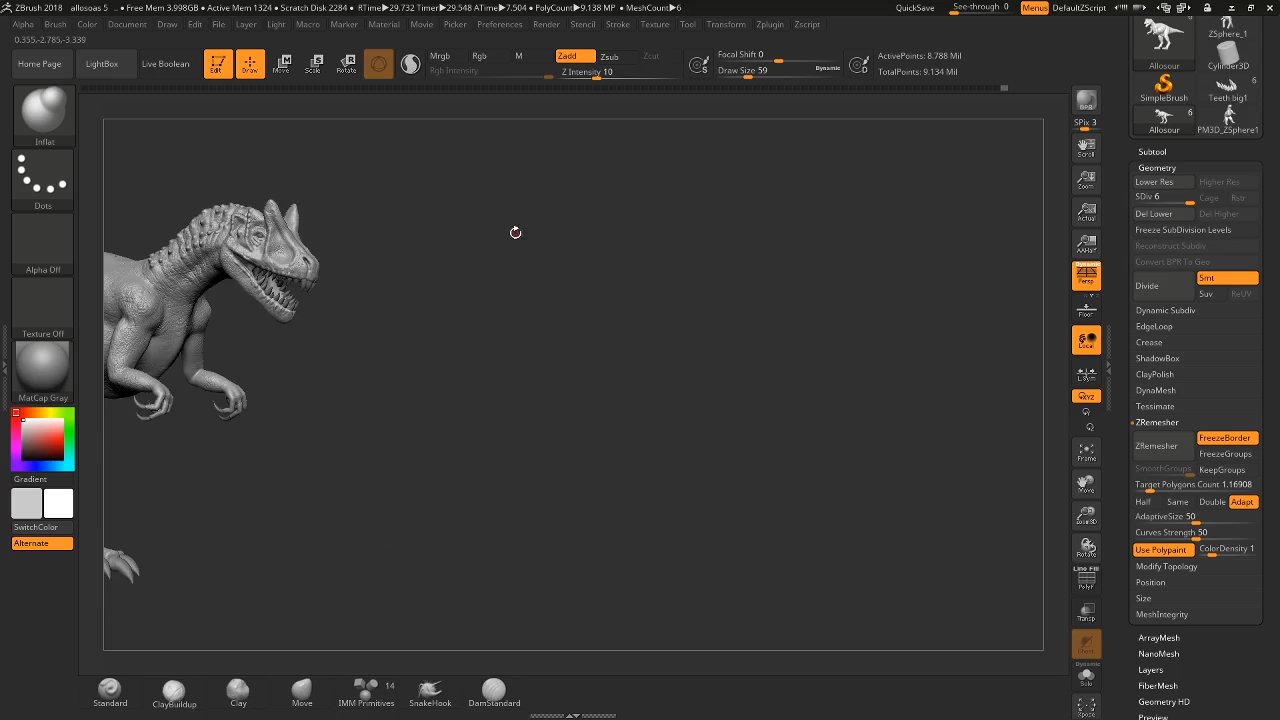 ZBrush 2018 allosoas 5 .. • Free Mem 3.998GB • Active Mem 1324 • Scratch Disk 2284 • RTime▶29.732 Timer▶1.548 ATime▶7.504 • PolyCount▶9.138 MP • MeshCount▶6 QuickSave See-through 0 Menus DefaultZScript
Alpha Brush Color Document Draw Edit File Layer Light Macro Marker Material Movie Picker Preferences Render Stencil Stroke Texture Tool Transform Zplugin Zscript
0.355,-2.785,-3.339
Home Page LightBox Live Boolean Edit Draw Move Scale Rotate
Mrgb Rgb M Zadd Zsub Zcut
Rgb Intensity Z Intensity 10
Focal Shift 0
Draw Size 59 Dynamic
ActivePoints: 8.788 Mil
TotalPoints: 9.134 Mil
Inflat
Dots
Alpha Off
Texture Off
MatCap Gray
Gradient
SwitchColor
Alternate
Standard ClayBuildup Clay Move IMM Primitives 14 SnakeHook DamStandard
BPR
SPix 3
Scroll
Zoom
Actual
AAHalf
Dynamic
Persp
Floor
Local
L.Sym
XYZ
Frame
Move
Zoom3D
Rotate
Line Fill
PolyF
Transp
Ghost
Dynamic
Solo
Xpose
6 ZSphere_1
Allosour Cylinder3D
SimpleBrush Teeth big1 6
Allosour 6 PM3D_ZSphere1
Subtool
Geometry
Lower Res Higher Res
SDiv 6 Cage Rstr
Del Lower Del Higher
Freeze SubDivision Levels
Reconstruct Subdiv
Convert BPR To Geo
Divide Smt
Suv ReUV
Dynamic Subdiv
EdgeLoop
Crease
ShadowBox
ClayPolish
DynaMesh
Tessimate
ZRemesher
ZRemesher FreezeBorder
FreezeGroups
SmoothGroups KeepGroups
Target Polygons Count 1.16908
Half Same Double Adapt
AdaptiveSize 50
Curves Strength 50
Use Polypaint ColorDensity 1
Modify Topology
Position
Size
MeshIntegrity
ArrayMesh
NanoMesh
Layers
FiberMesh
Geometry HD
Preview